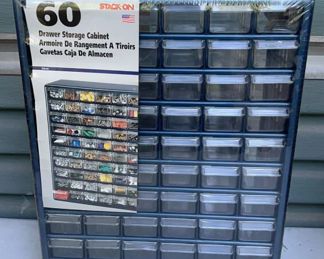 60
STACK ON
Drawer Storage Cabinet
Armoire De Rangement A Tiroirs
Gavetas Caja De Almacen